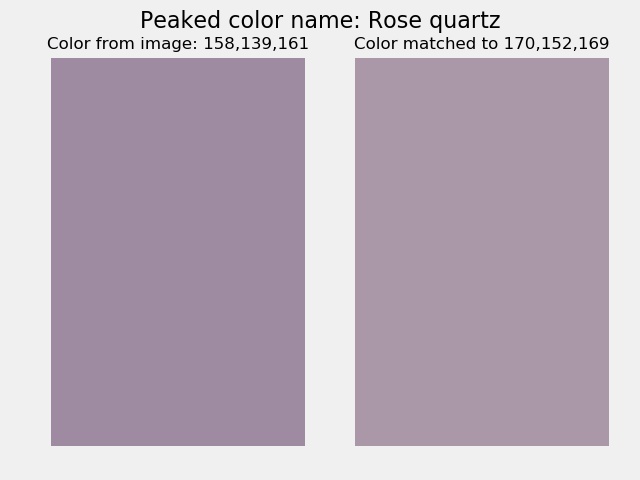 Peaked color name: Rose quartz
Color from image: 158,139,161
Color matched to 170,152,169